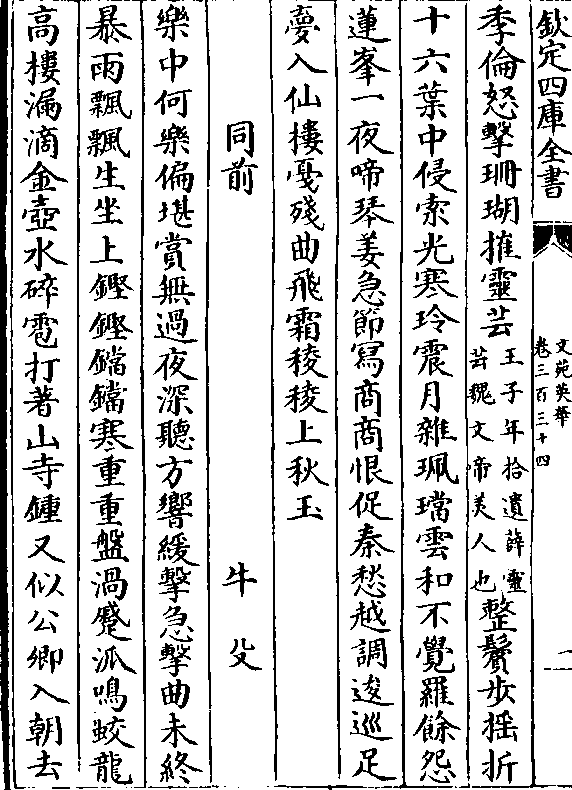 欽定四庫全書
文苑英華
卷三百三十四
季倫怒擊珊瑚摧靈芸王子年拾遺薛靈芸魏文帝美人也整鬢步揺折
十六葉中侵索光寒玲震月雜珮璫雲和不覺羅餘怨
蓮峯一夜啼琴姜急節冩商商恨促秦愁越調逡巡足
夣入仙樓戞殘曲飛霜稜稜上秋玉
同前 牛殳
樂中何樂偏堪賞無過夜深聽方響緩擊急擊曲未終
暴雨飄飄生坐上鏗鏗鐺鐺寒重重盤渦蹙派鳴蛟龍
高樓漏滴金壺水碎雹打著山寺鍾又似公卿入朝去